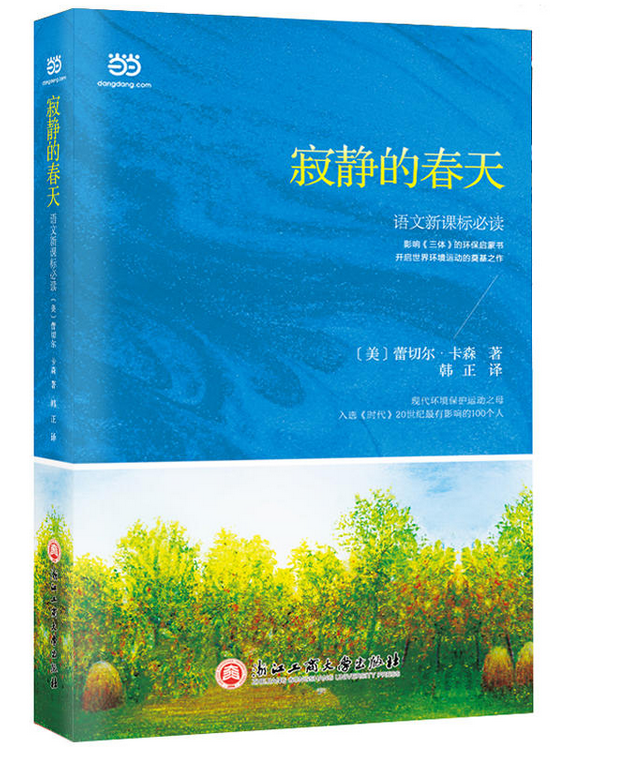 当当
dangdang.com
寂静的春天
语文新课标必读
影响《三体》的环保启蒙书
开启世界环境运动的奠基之作
〔美〕蕾切尔·卡森 著
韩正 译
现代环境保护运动之母
入选《时代》20世纪最有影响的100个人
浙江工商大学出版社
ZHEJIANG GONGSHANG UNIVERSITY PRESS
当当
dangdang.com
寂静的春天
语文新课标必读
〔美〕蕾切尔·卡森 著
韩正 译
浙江工商大学出版社